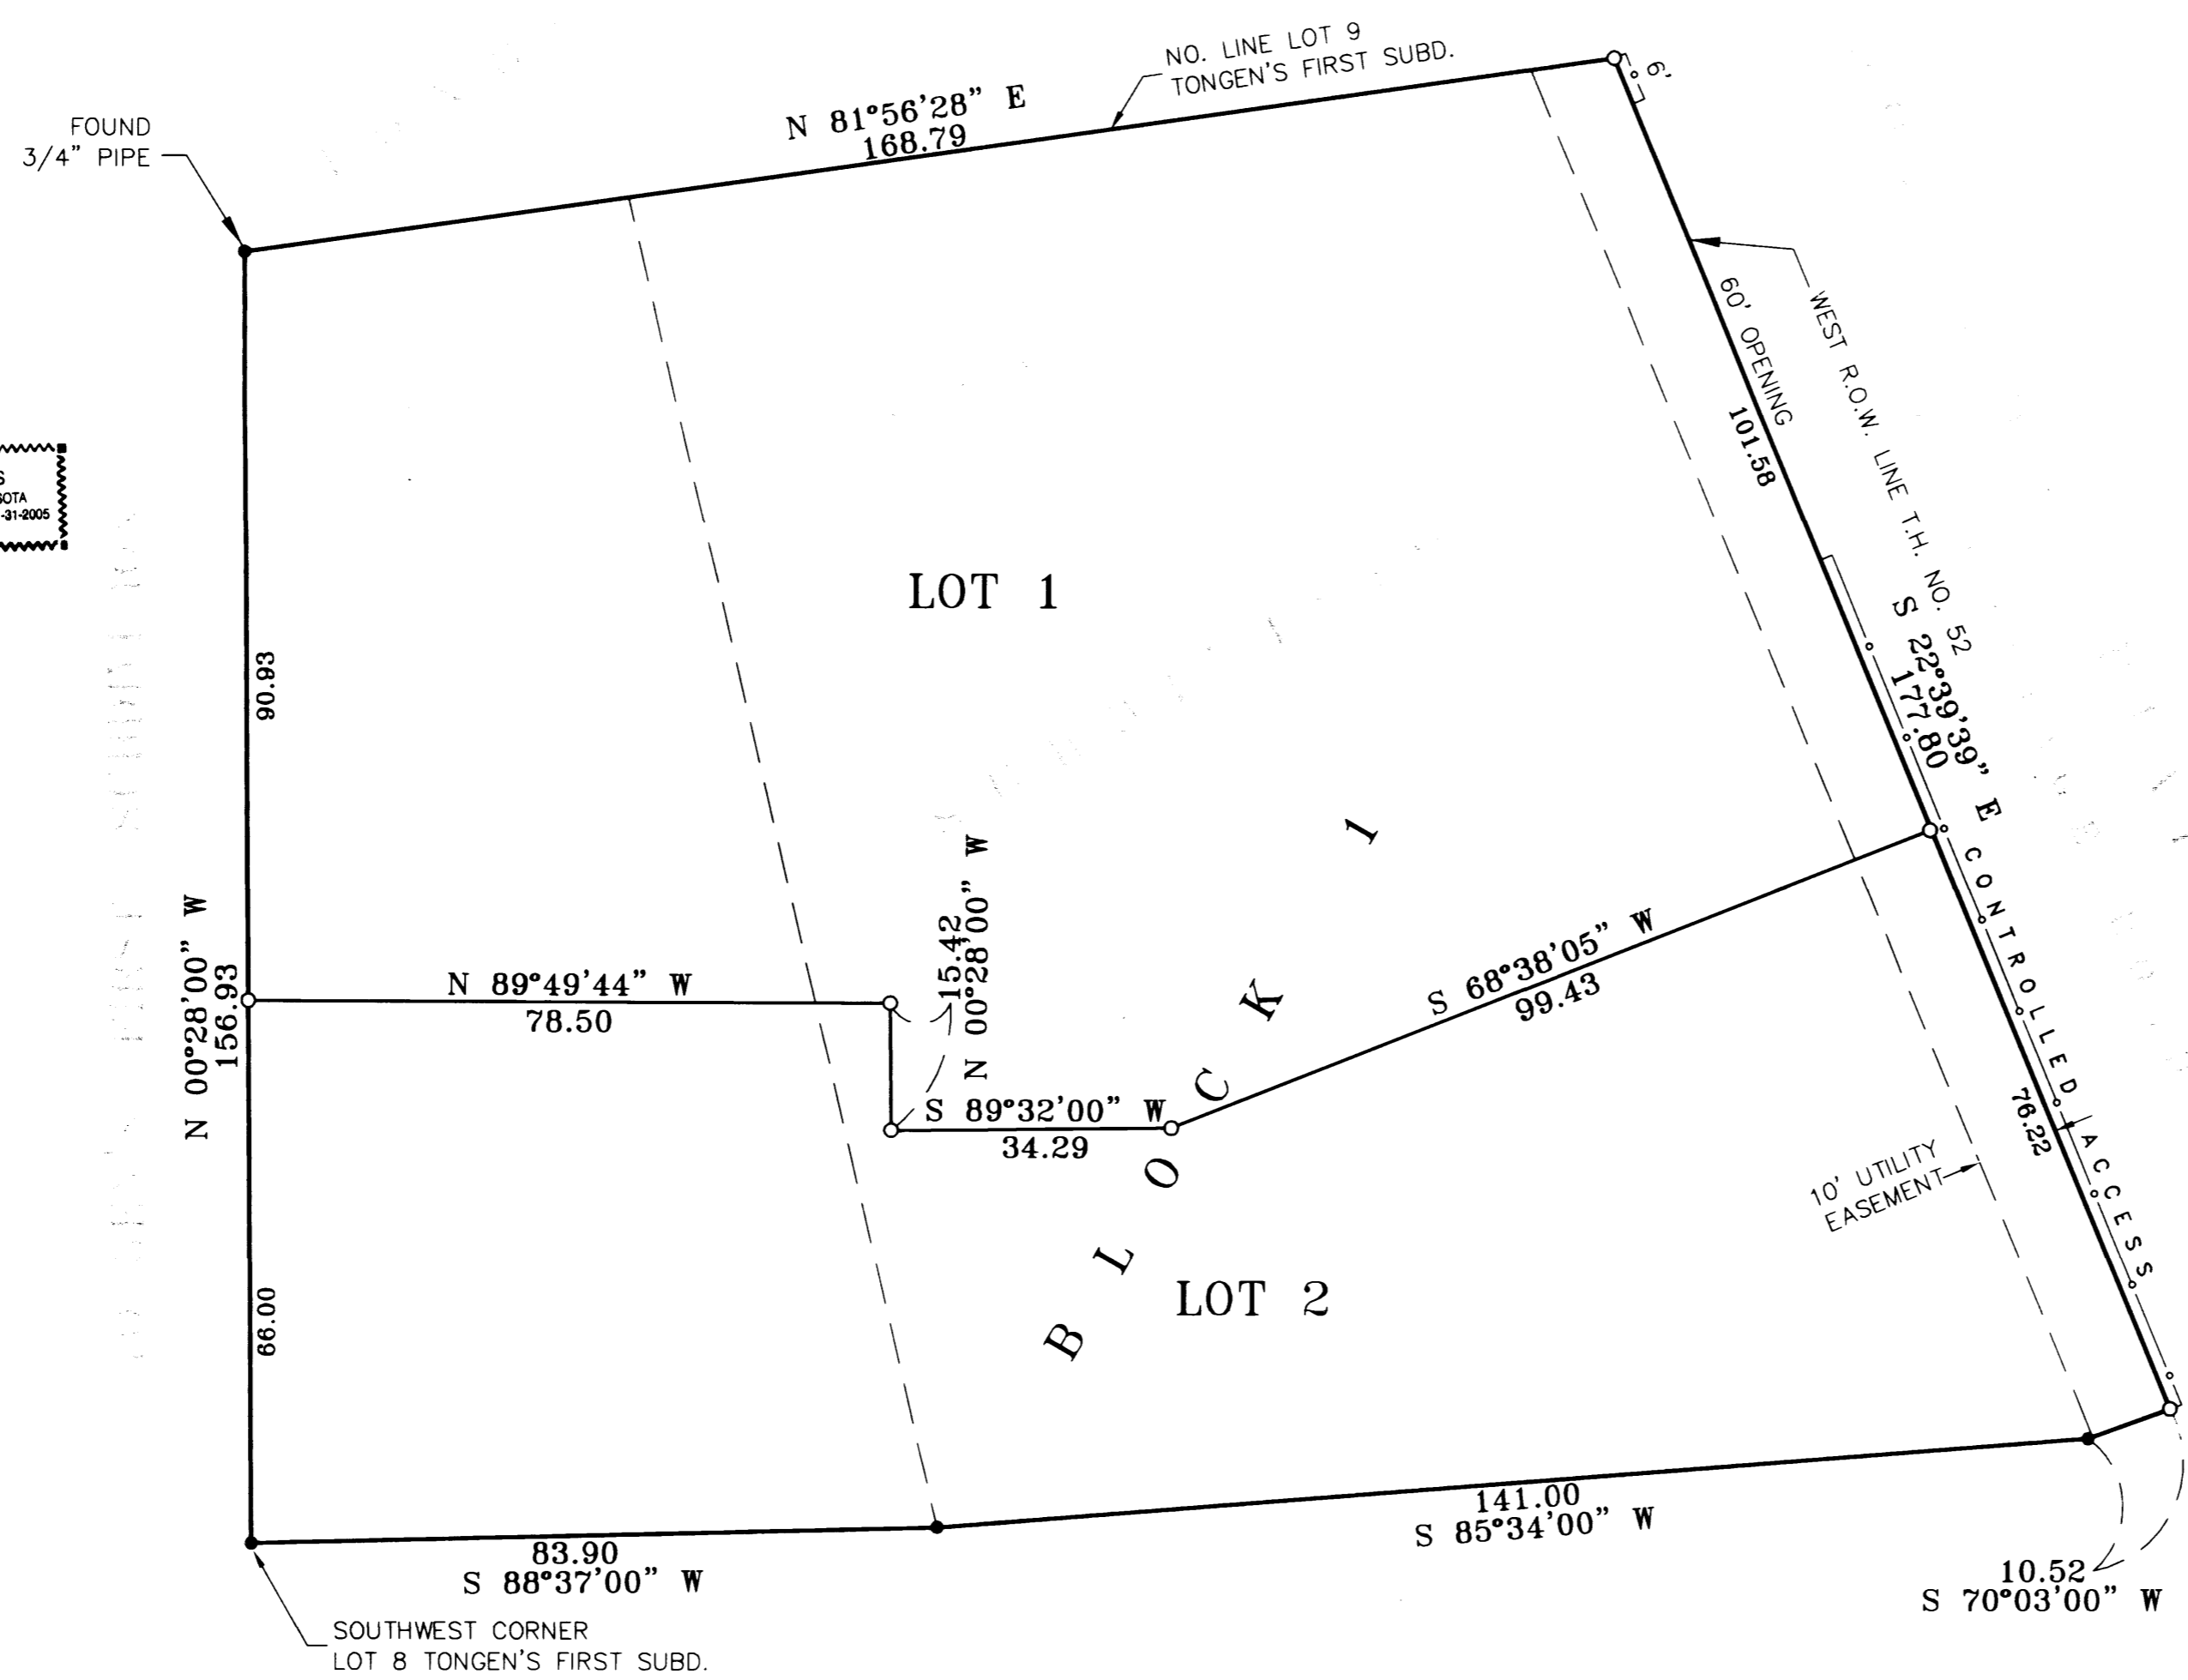 NO. LINE LOT 9
TONGEN'S FIRST SUBD.
6'
N 81°56'28" E
168.79
FOUND
3/4" PIPE
60' OPENING
101.58
WEST R.O.W. LINE T.H. NO. 52
S 22°39'39" E
177.80
SOTA
-31-2005
LOT 1
90.93
N 00°28'00" W
156.93
N 89°49'44" W
78.50
15.42
N 00°28'00" W
S 68°38'05" W
99.43
S 89°32'00" W
34.29
BLOCK 1
CONTROLLED ACCESS
76.22
10' UTILITY
EASEMENT
LOT 2
66.00
141.00
S 85°34'00" W
83.90
S 88°37'00" W
10.52
S 70°03'00" W
SOUTHWEST CORNER
LOT 8 TONGEN'S FIRST SUBD.